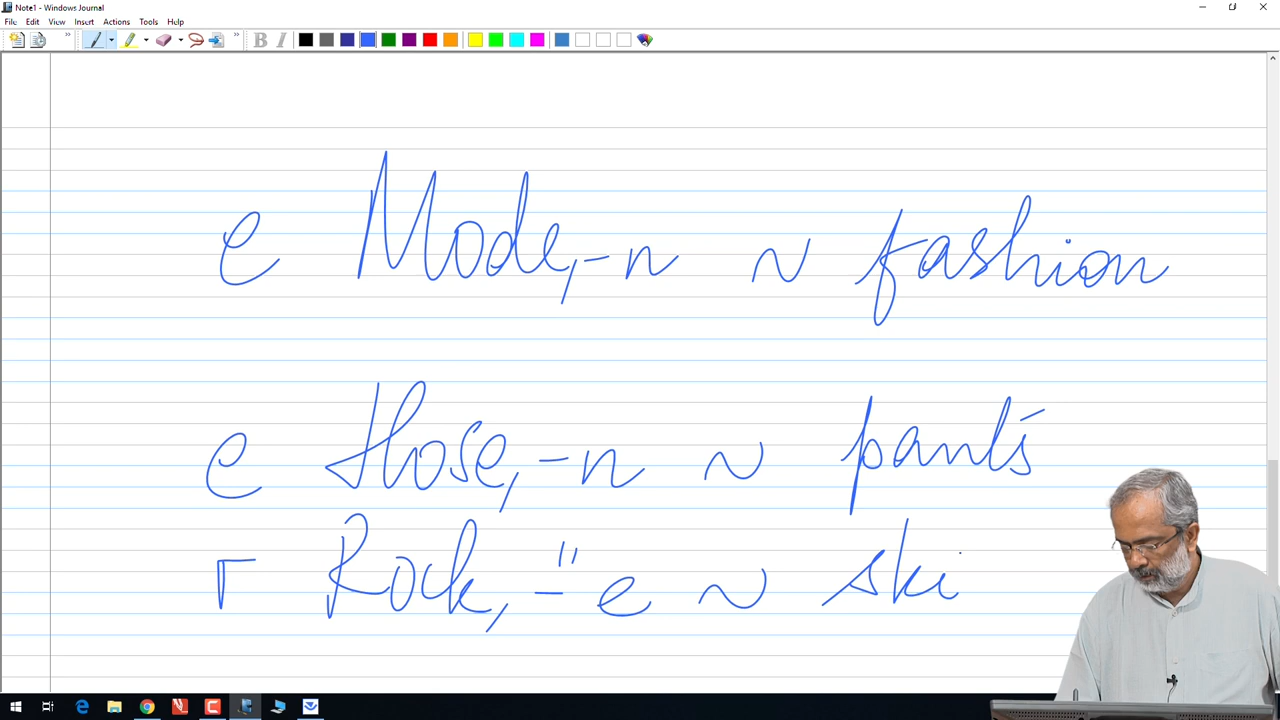 Note1 - Windows Journal
File Edit View Insert Actions Tools Help
B I
e Mode, -n ~ fashion
e Hose, -n ~ pants
r Rock, -"e ~ ski